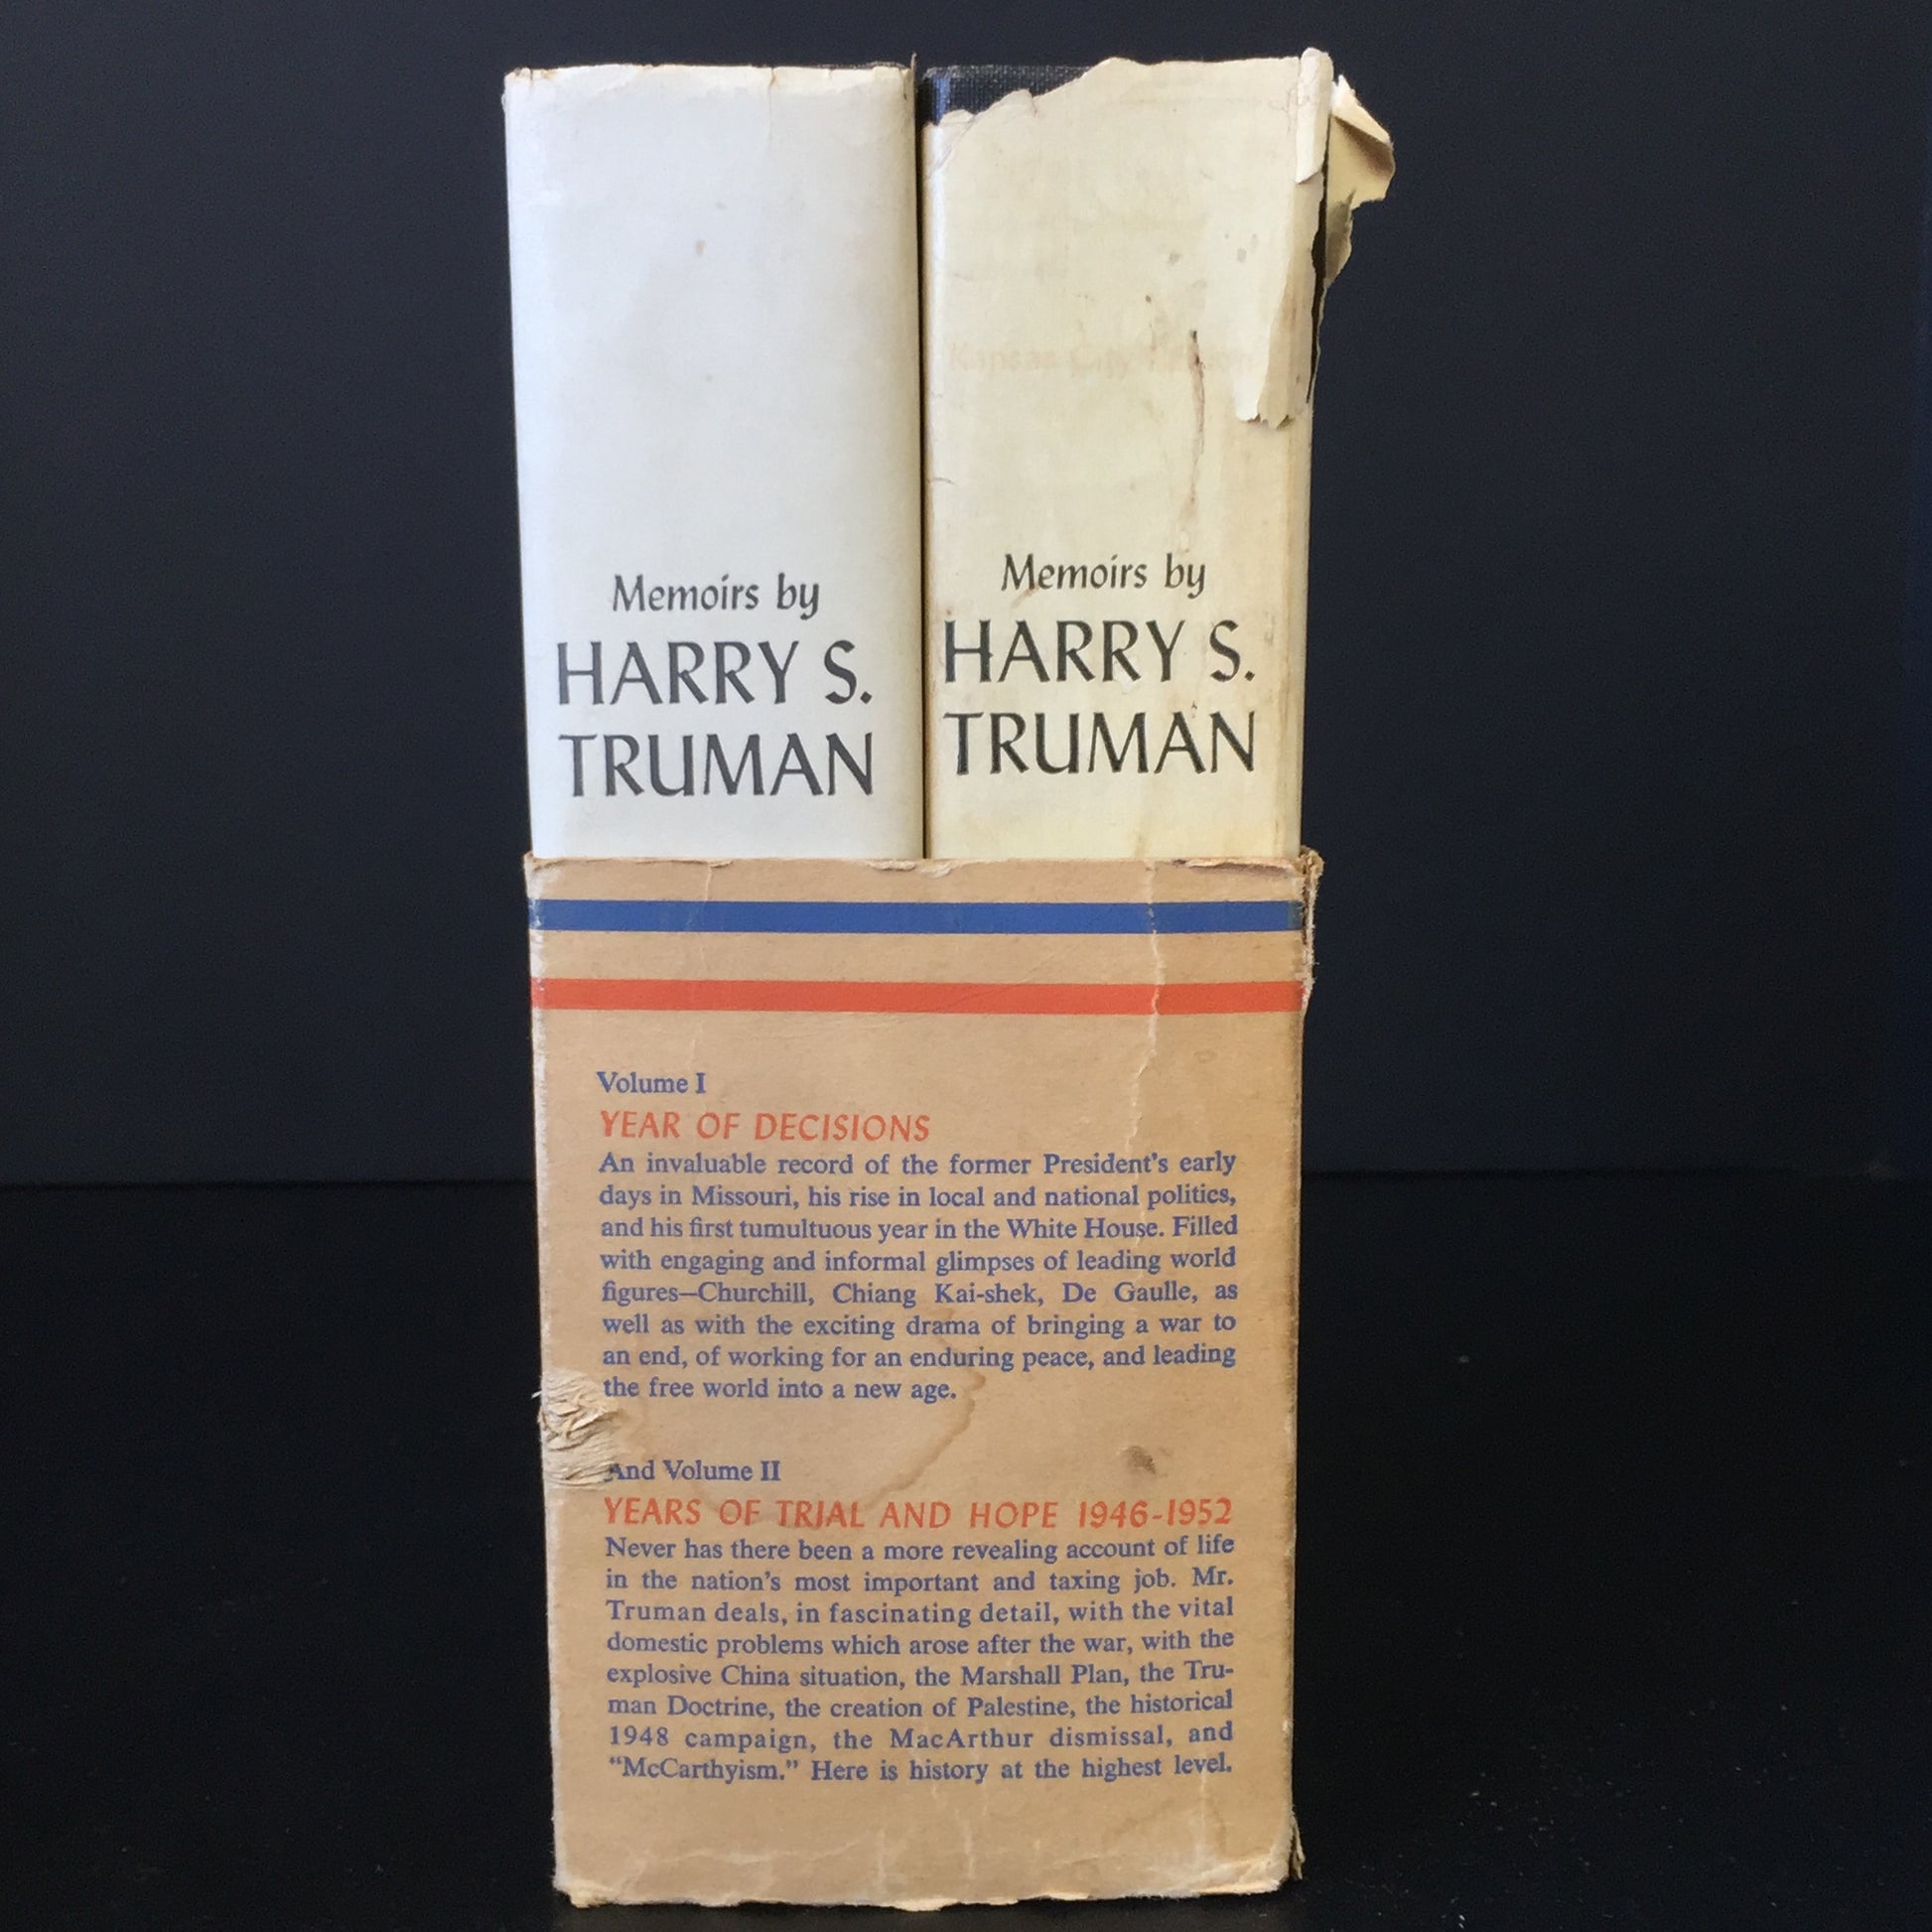 Memoirs by
HARRY S.
TRUMAN
Kansas City
Memoirs by
HARRY S.
TRUMAN
Volume I
YEAR OF DECISIONS
An invaluable record of the former President's early
days in Missouri, his rise in local and national politics,
and his first tumultuous year in the White House. Filled
with engaging and informal glimpses of leading world
figures—Churchill, Chiang Kai-shek, De Gaulle, as
well as with the exciting drama of bringing a war to
an end, of working for an enduring peace, and leading
the free world into a new age.
And Volume II
YEARS OF TRIAL AND HOPE 1946-1952
Never has there been a more revealing account of life
in the nation's most important and taxing job. Mr.
Truman deals, in fascinating detail, with the vital
domestic problems which arose after the war, with the
explosive China situation, the Marshall Plan, the Tru-
man Doctrine, the creation of Palestine, the historical
1948 campaign, the MacArthur dismissal, and
“McCarthyism.” Here is history at the highest level.